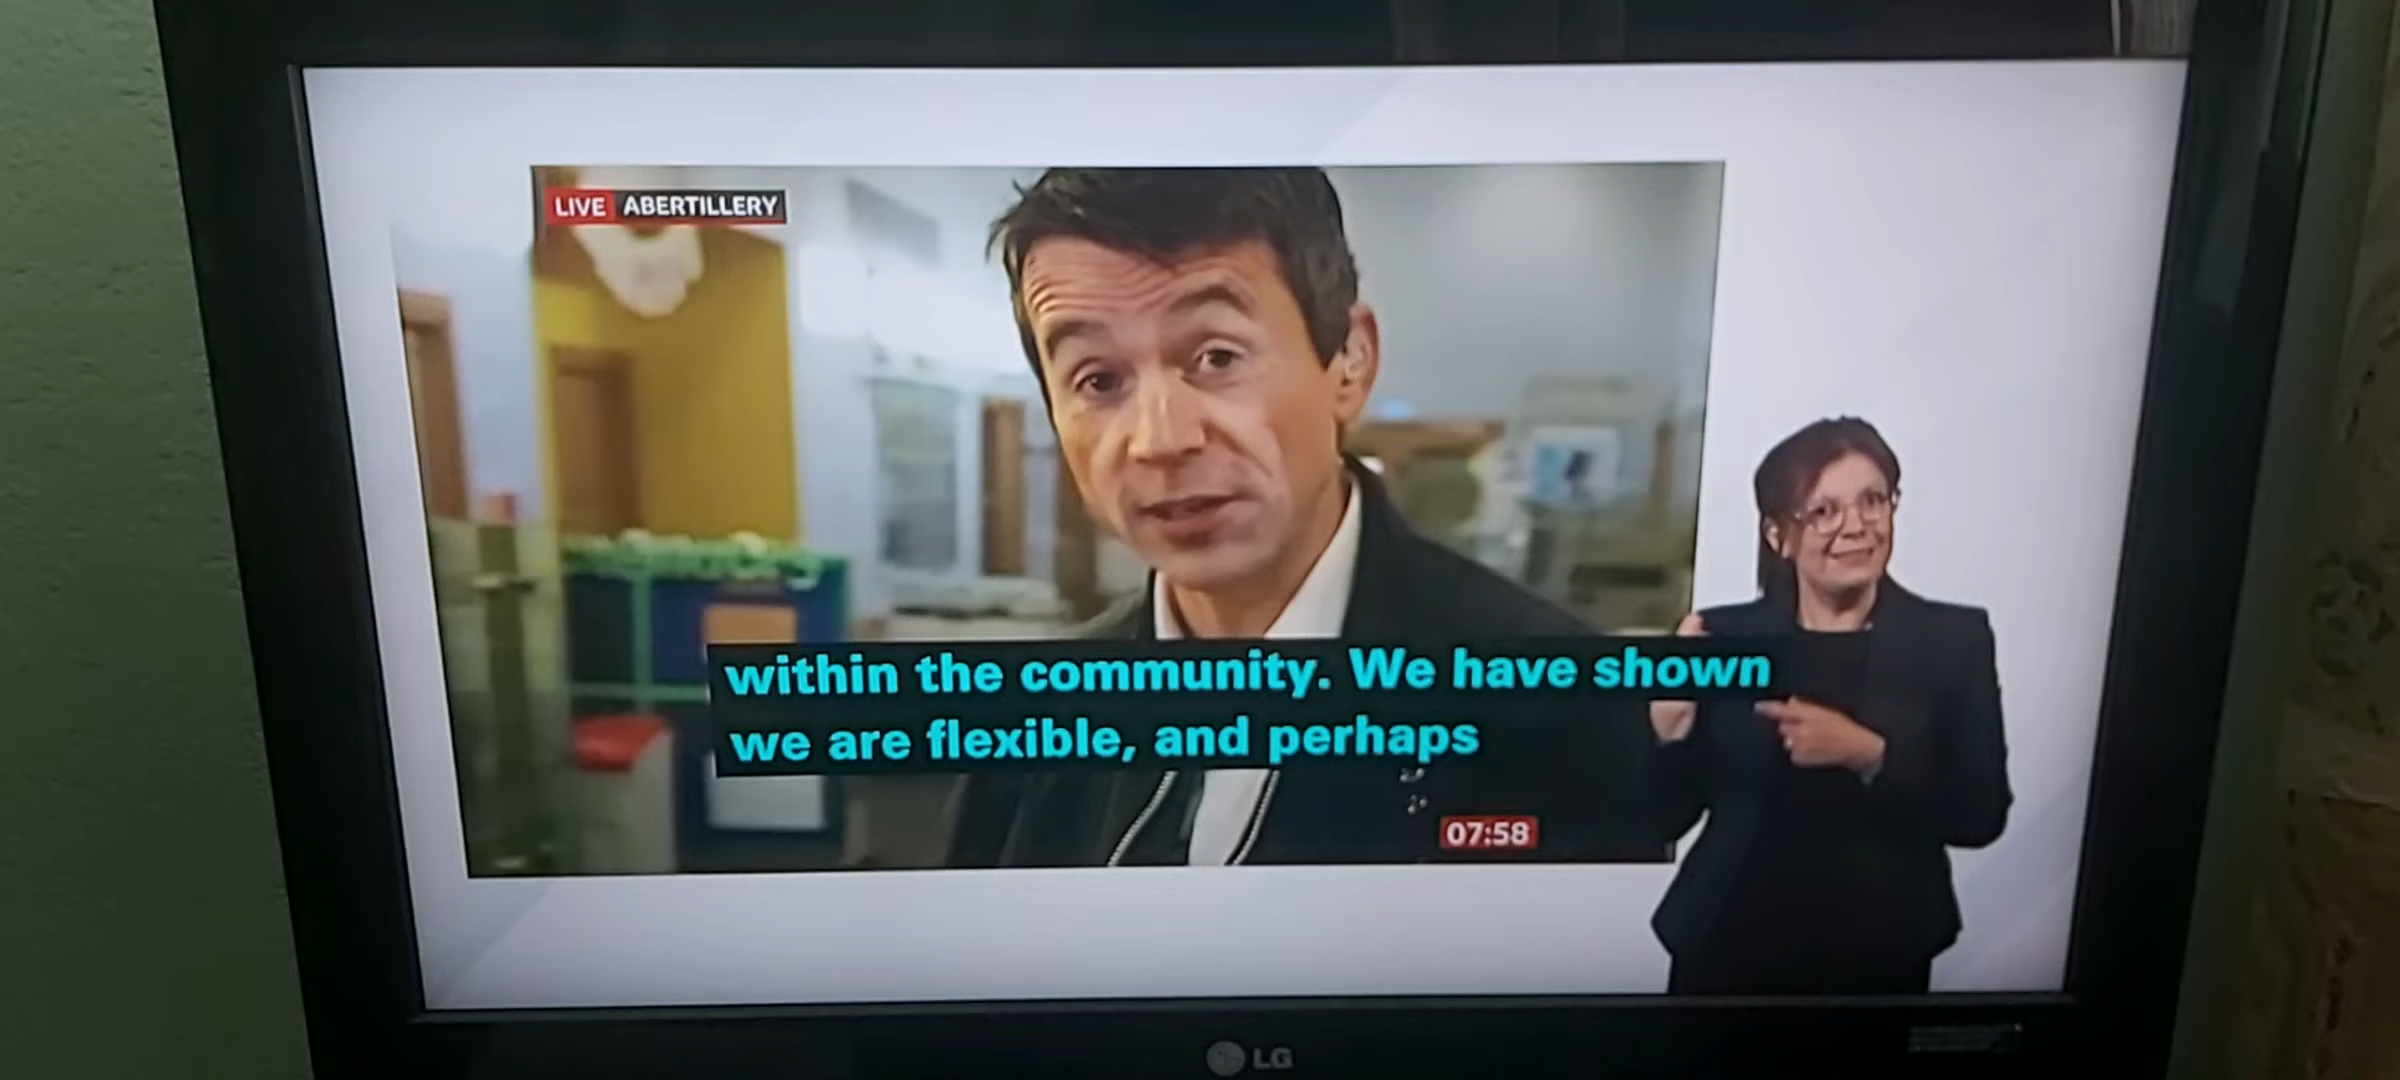 LIVE ABERTILLERY
within the community. We have shown
we are flexible, and perhaps
07:58
LG